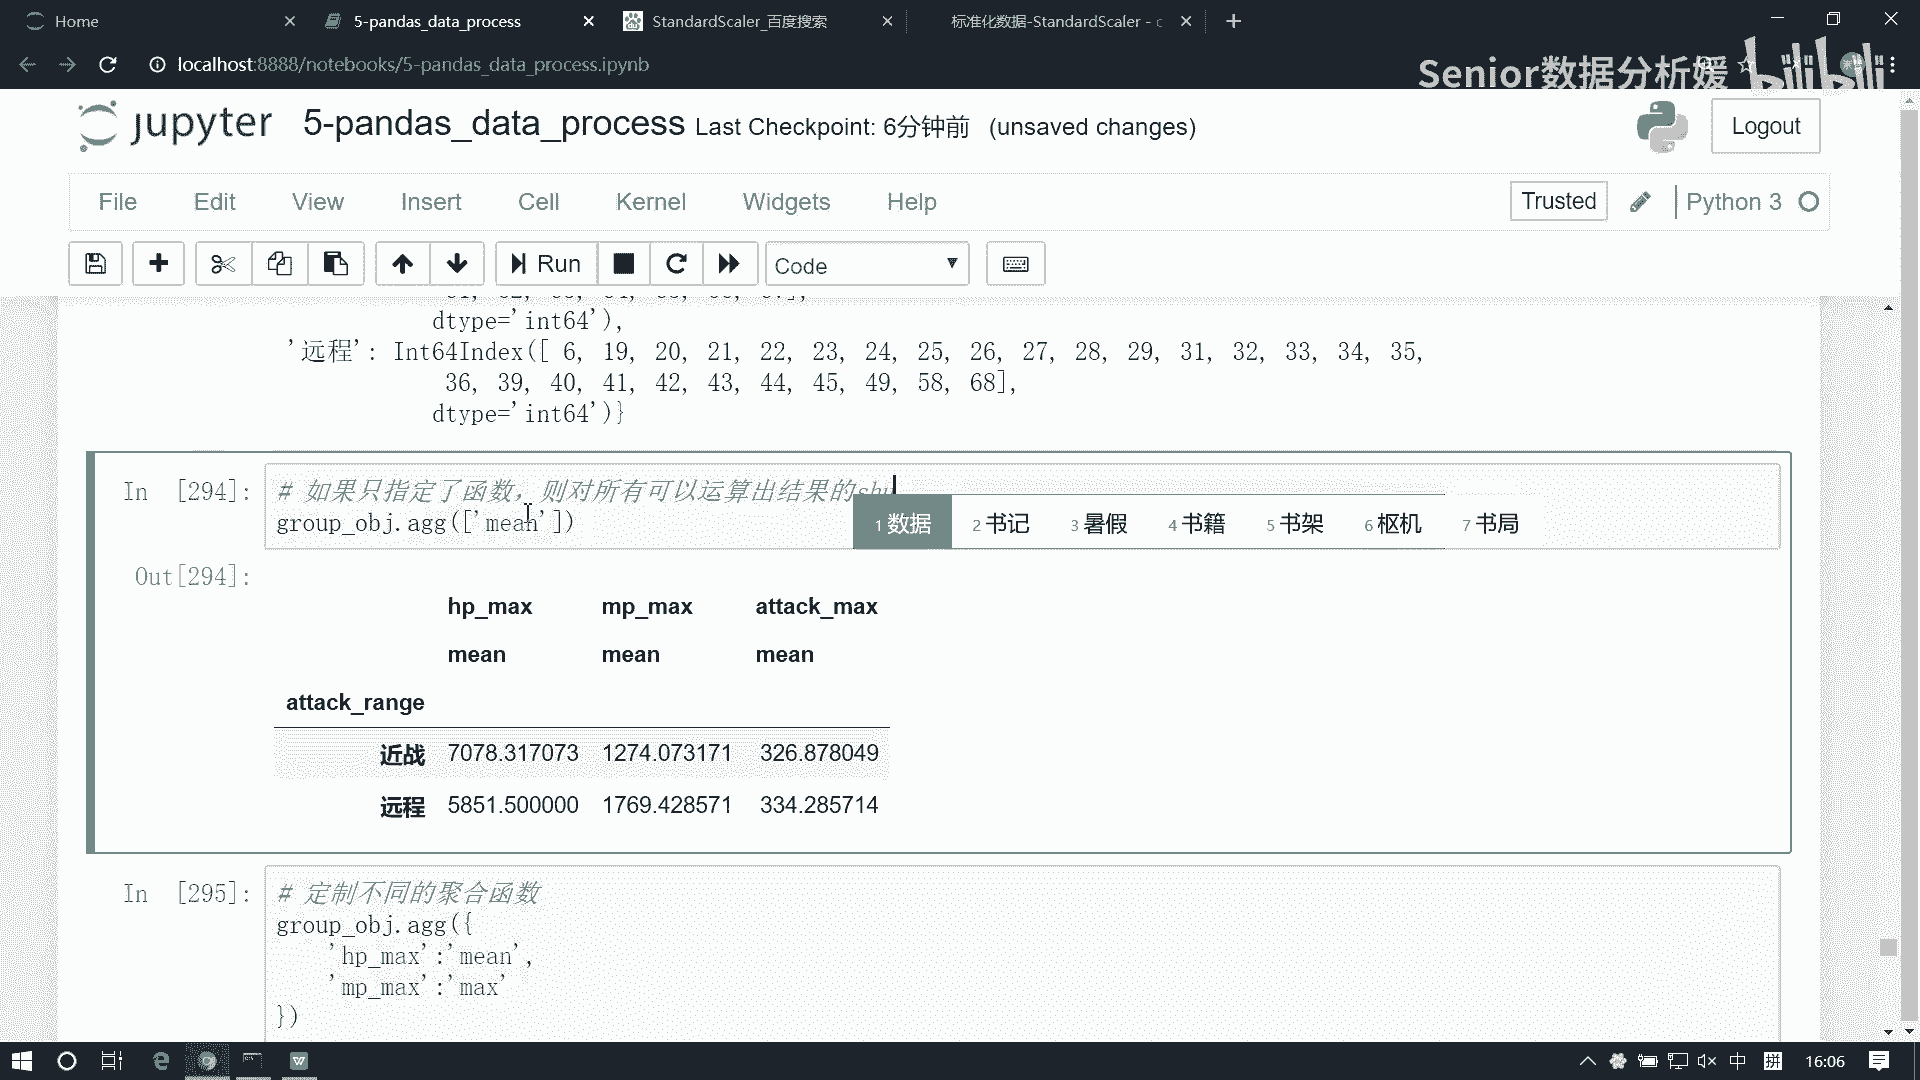 Home
5-pandas_data_process
StandardScaler_百度搜索
标准化数据-StandardScaler - c
localhost:8888/notebooks/5-pandas_data_process.ipynb
Senior数据分析媛
bilibili
jupyter 5-pandas_data_process Last Checkpoint: 6分钟前 (unsaved changes)
Logout
File Edit View Insert Cell Kernel Widgets Help
Trusted
Python 3
Run
Code
dtype='int64'),
'远程': Int64Index([ 6, 19, 20, 21, 22, 23, 24, 25, 26, 27, 28, 29, 31, 32, 33, 34, 35,
36, 39, 40, 41, 42, 43, 44, 45, 49, 58, 68],
dtype='int64')}
In [294]:
# 如果只指定了函数，则对所有可以运算出结果的shu
group_obj.agg(['mean'])
1 数据 2 书记 3 暑假 4 书籍 5 书架 6 枢机 7 书局
Out[294]:
hp_max mp_max attack_max
mean mean mean
attack_range
近战 7078.317073 1274.073171 326.878049
远程 5851.500000 1769.428571 334.285714
In [295]:
# 定制不同的聚合函数
group_obj.agg({
'hp_max':'mean',
'mp_max':'max'
})
中
拼
16:06